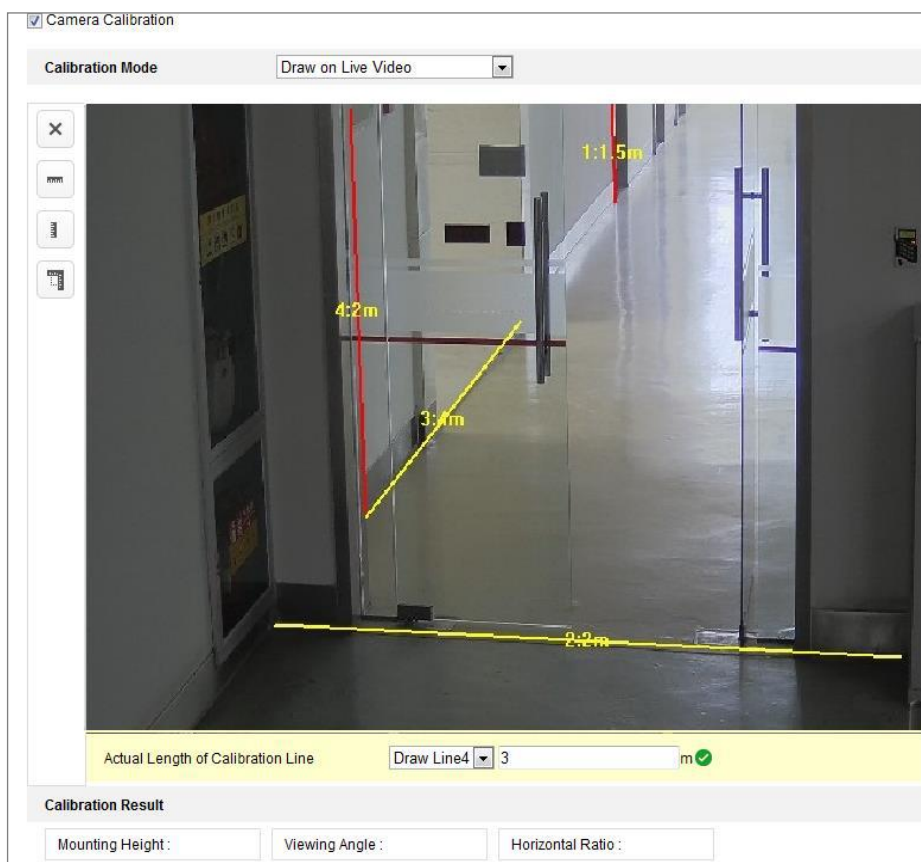 Camera Calibration
Calibration Mode
Draw on Live Video
1:1.5m
4:2m
3:4m
2:2m
Actual Length of Calibration Line
Draw Line4
3
m
Calibration Result
Mounting Height :
Viewing Angle :
Horizontal Ratio :